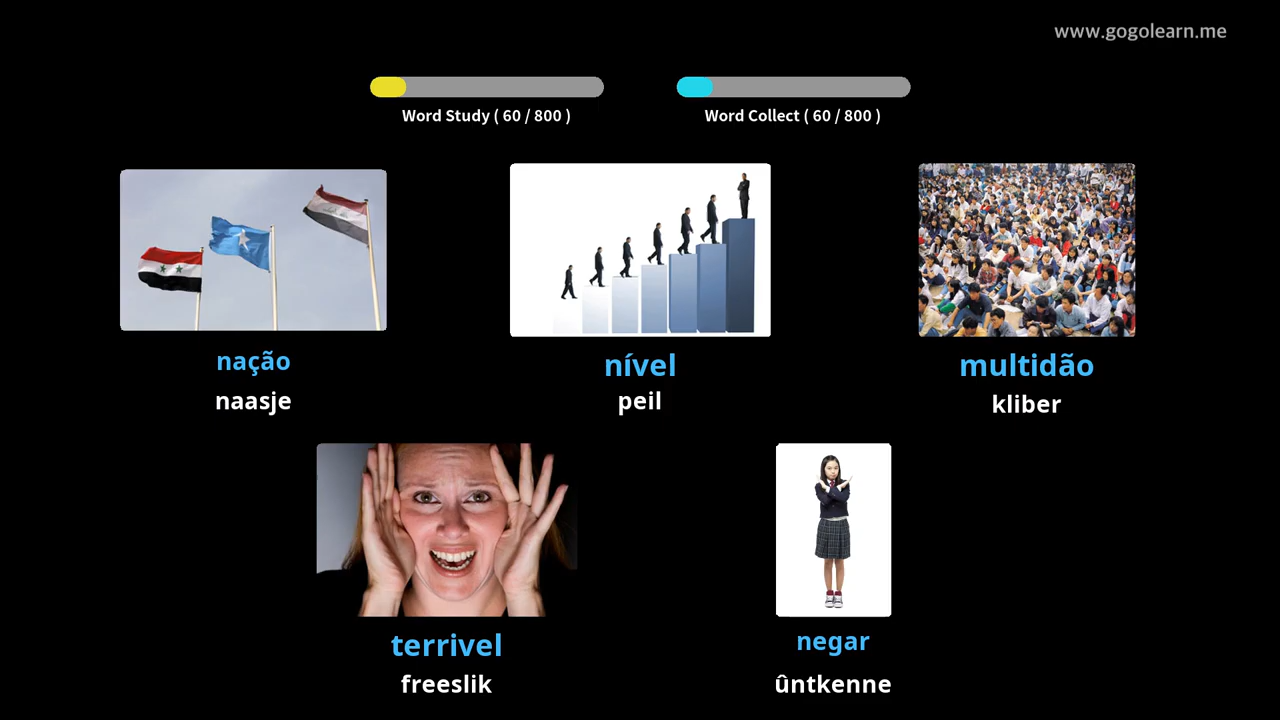 www.gogolearn.me
Word Study ( 60 / 800 )
Word Collect ( 60 / 800 )
nação
naasje
nível
peil
multidão
kliber
terrivel
freeslik
negar
ûntkenne